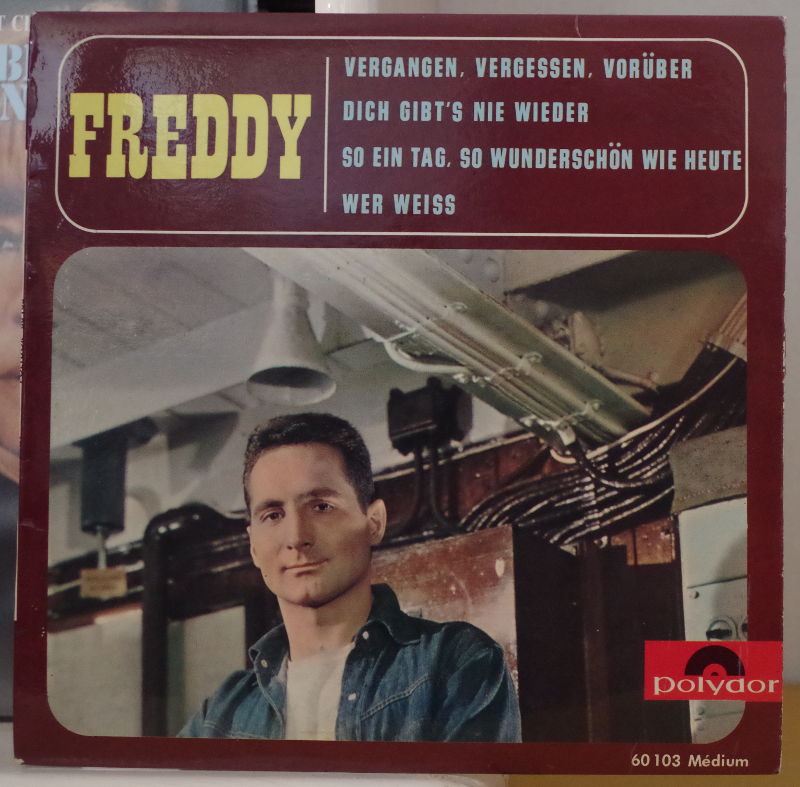 FREDDY
VERGANGEN, VERGESSEN, VORÜBER
DICH GIBT'S NIE WIEDER
SO EIN TAG, SO WUNDERSCHÖN WIE HEUTE
WER WEISS
polydor
60 103 Médium